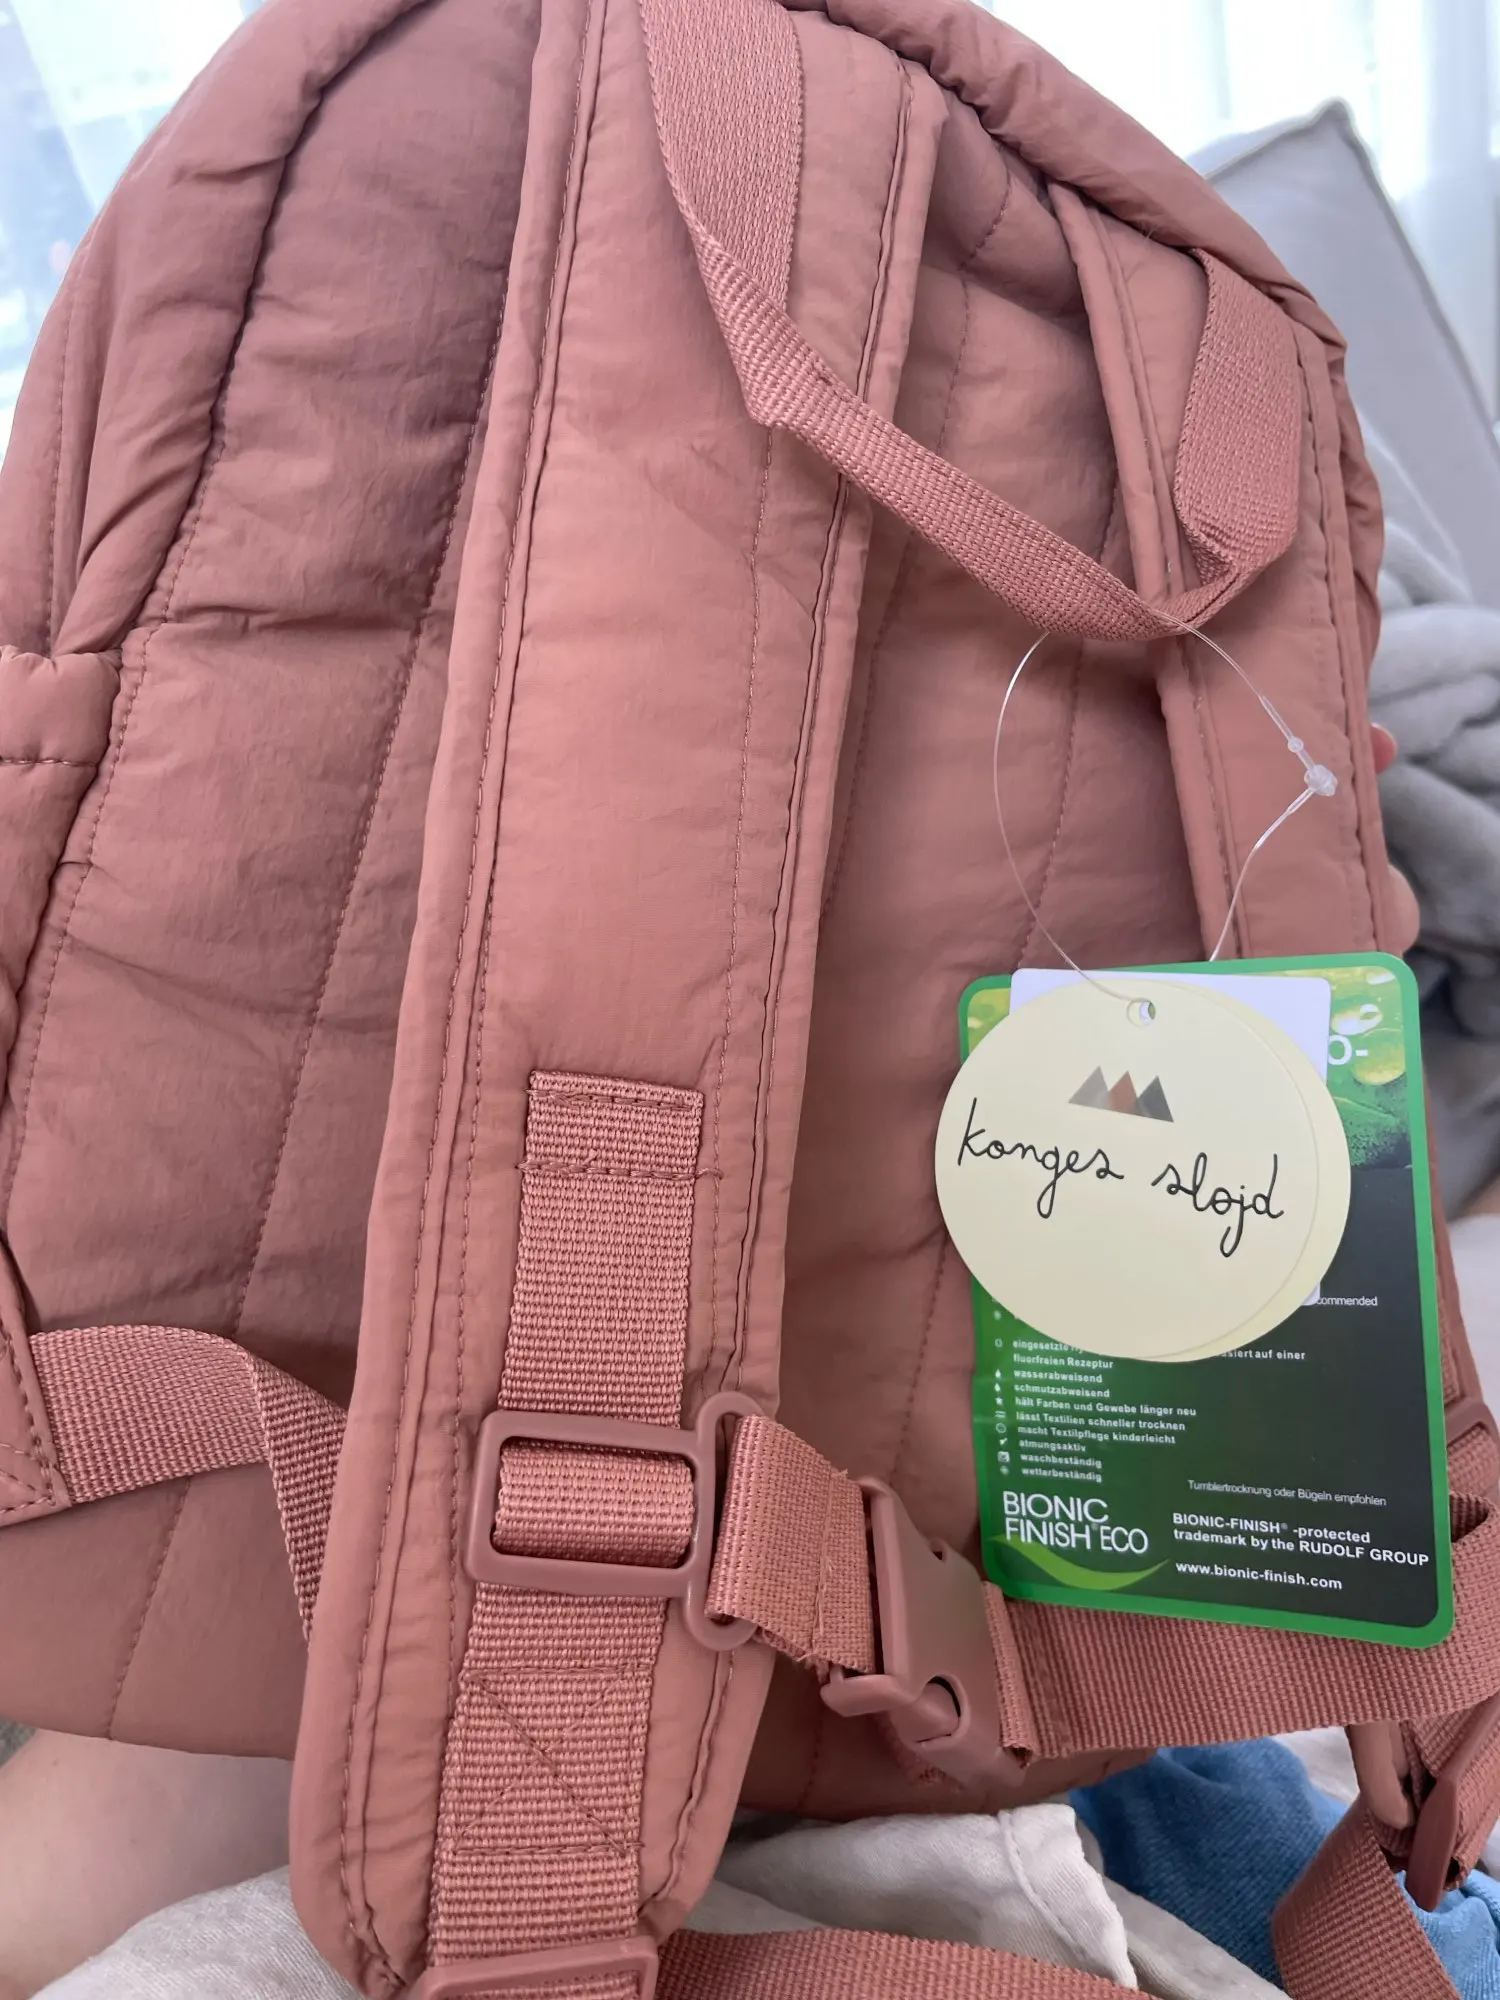 O-
konges sløjd
commended
eingesetzte
siert auf einer
fluorfreien Rezeptur
wasserabweisend
schmutzabweisend
hält Farben und Gewebe länger neu
lässt Textilien schneller trocknen
macht Textilpflege kinderleicht
atmungsaktiv
waschbeständig
wetterbeständig
Tumblertrocknung oder Bügeln empfohlen
BIONIC
FINISH® ECO
BIONIC-FINISH® -protected
trademark by the RUDOLF GROUP
www.bionic-finish.com